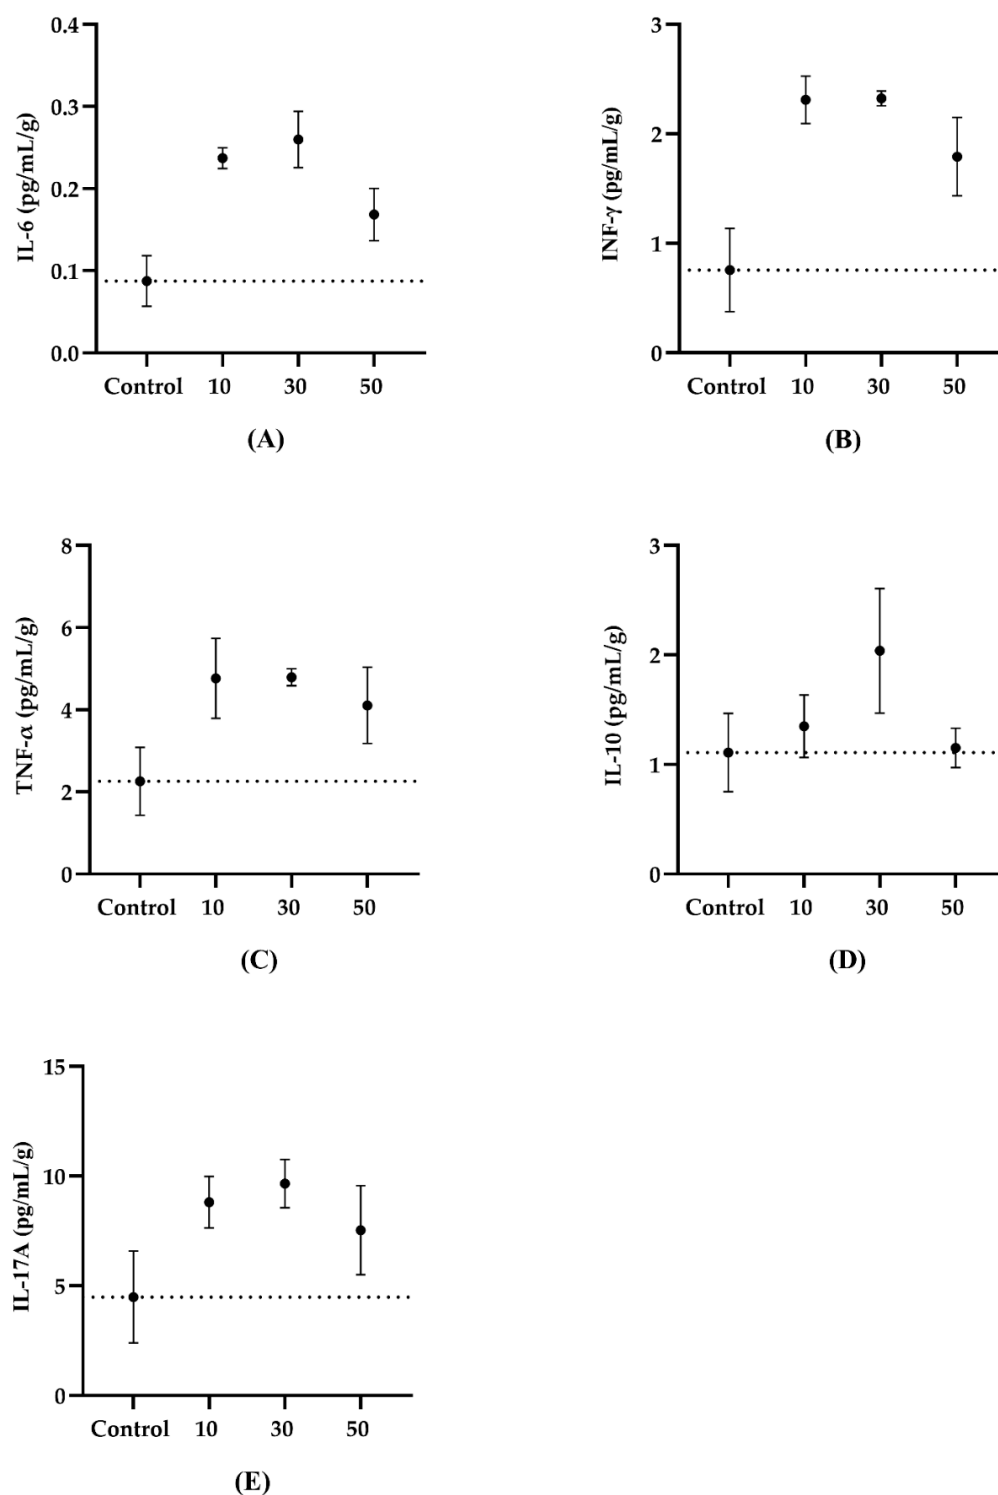 0.4
0.3
0.2
0.1
0.0
IL-6 (pg/mL/g)
Control 10 30 50
(A)
3
2
1
0
INF-γ (pg/mL/g)
Control 10 30 50
(B)
8
6
4
2
0
TNF-α (pg/mL/g)
Control 10 30 50
(C)
3
2
1
0
IL-10 (pg/mL/g)
Control 10 30 50
(D)
15
10
5
0
IL-17A (pg/mL/g)
Control 10 30 50
(E)